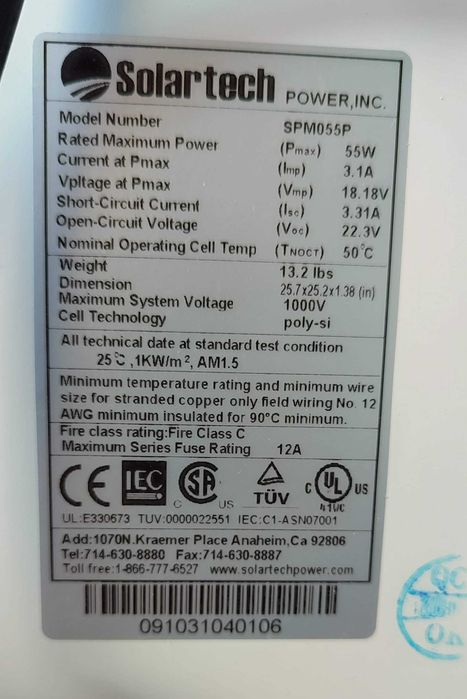 Solartech POWER,INC.
Model Number SPM055P
Rated Maximum Power (Pmax) 55W
Current at Pmax (Imp) 3.1A
Vpltage at Pmax (Vmp) 18.18V
Short-Circuit Current (Isc) 3.31A
Open-Circuit Voltage (Voc) 22.3V
Nominal Operating Cell Temp (TNOCT) 50℃
Weight 13.2 lbs
Dimension 25.7x25.2x1.38 (in)
Maximum System Voltage 1000V
Cell Technology poly-si
All technical date at standard test condition
25℃ ,1KW/m², AM1.5
Minimum temperature rating and minimum wire
size for stranded copper only field wiring No. 12
AWG minimum insulated for 90°C minimum.
Fire class rating:Fire Class C
Maximum Series Fuse Rating 12A
CE IEC C SA US TÜV C UL US
41UC
UL:E330673 TUV:0000022551 IEC:C1-ASN07001
Add:1070N.Kraemer Place Anaheim,Ca 92806
Tel:714-630-8880 Fax:714-630-8887
Toll free:1-866-777-6527 www.solartechpower.com
091031040106